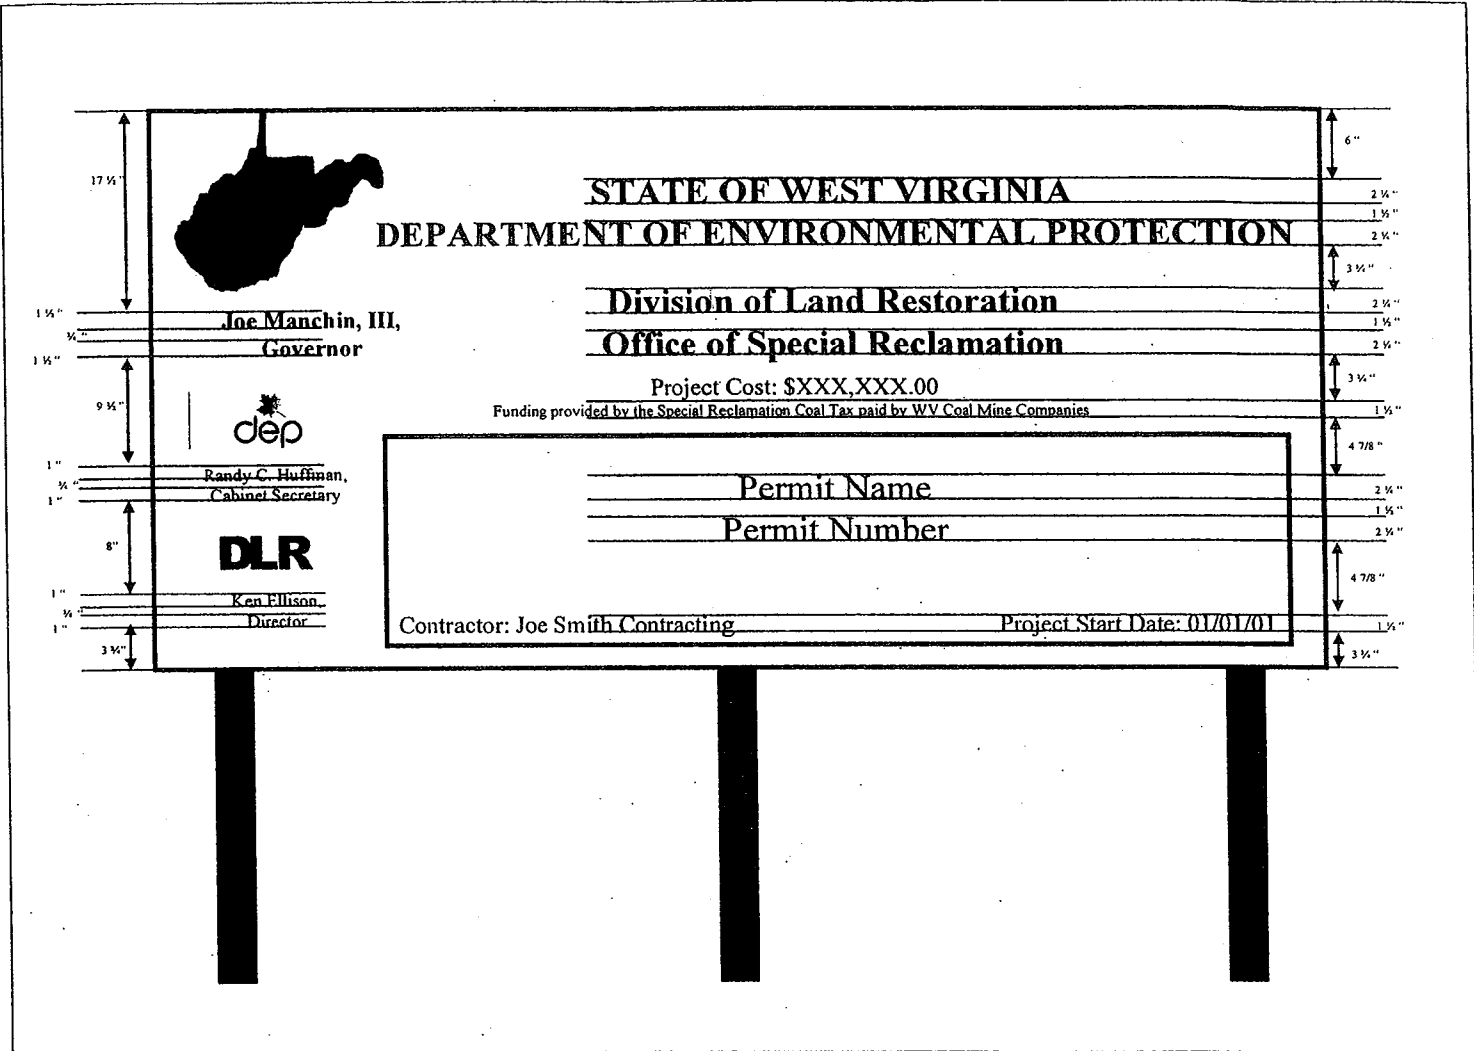 17 ½ "
1 ½ "
¾ "
1 ½ "
9 ½ "
1 "
¾ "
1 "
8"
1 "
¾ "
1 "
3 ¾"
Joe Manchin, III,
Governor
dep
Randy C. Huffman,
Cabinet Secretary
DLR
Ken Ellison,
Director
STATE OF WEST VIRGINIA
DEPARTMENT OF ENVIRONMENTAL PROTECTION
Division of Land Restoration
Office of Special Reclamation
Project Cost: $XXX,XXX.00
Funding provided by the Special Reclamation Coal Tax paid by WV Coal Mine Companies
Permit Name
Permit Number
Contractor: Joe Smith Contracting Project Start Date: 01/01/01
6 "
2 ¼ "
1 ½ "
2 ¼ "
3 ¼ "
2 ¼ "
1 ½ "
2 ¼ "
3 ¼ "
1 ½ "
4 7/8 "
2 ¼ "
1 ½ "
2 ¼ "
4 7/8 "
1 ½ "
3 ¼ "